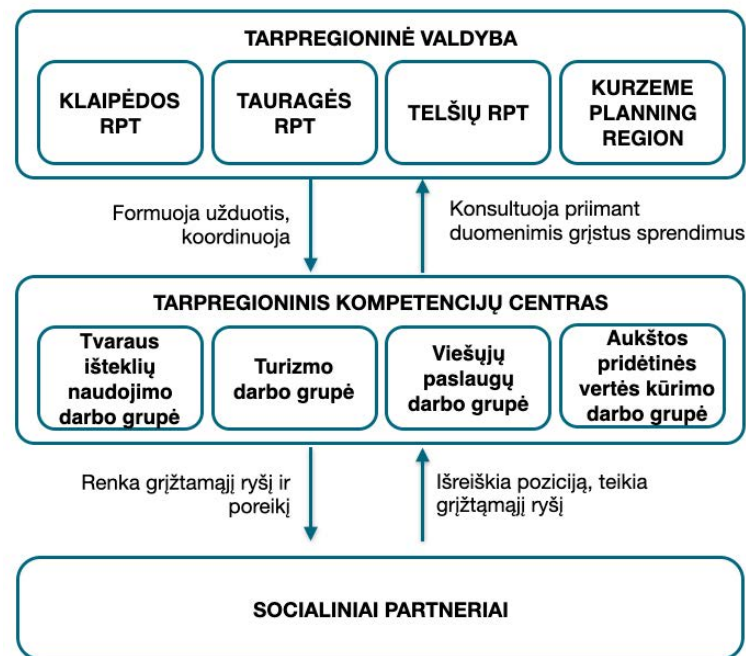 TARPREGIONINĖ VALDYBA
KLAIPĖDOS
RPT
TAURAGĖS
RPT
TELŠIŲ RPT
KURZEME
PLANNING
REGION
Formuoja užduotis,
koordinuoja
Konsultuoja priimant
duomenimis grįstus sprendimus
TARPREGIONINIS KOMPETENCIJŲ CENTRAS
Tvaraus
išteklių
naudojimo
darbo grupė
Turizmo
darbo grupė
Viešųjų
paslaugų
darbo grupė
Aukštos
pridėtinės
vertės kūrimo
darbo grupė
Renka grįžtamąjį ryšį ir
poreikį
Išreiškia poziciją, teikia
grįžtąmąjį ryšį
SOCIALINIAI PARTNERIAI